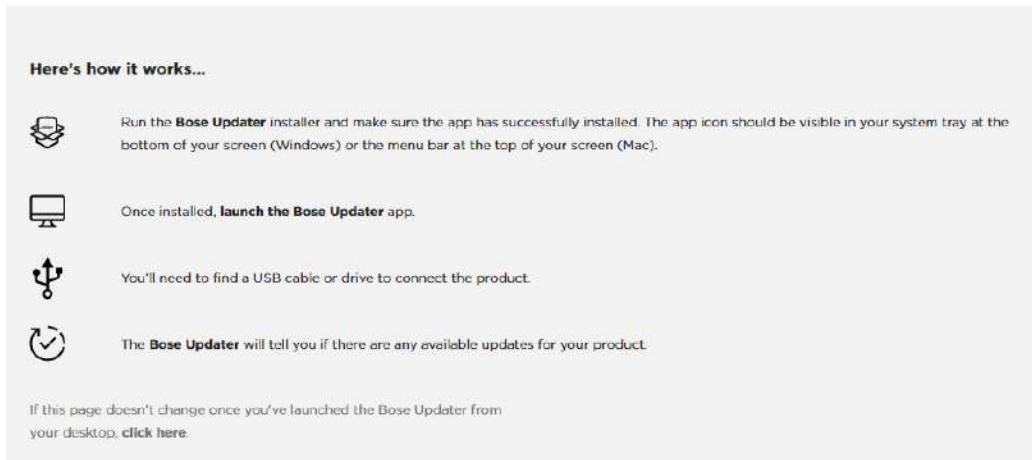 Here's how it works...
Run the Bose Updater installer and make sure the app has successfully installed. The app icon should be visible in your system tray at the
bottom of your screen (Windows) or the menu bar at the top of your screen (Mac).
Once installed, launch the Bose Updater app.
You'll need to find a USB cable or drive to connect the product.
The Bose Updater will tell you if there are any available updates for your product.
If this page doesn't change once you've launched the Bose Updater from
your desktop, click here.